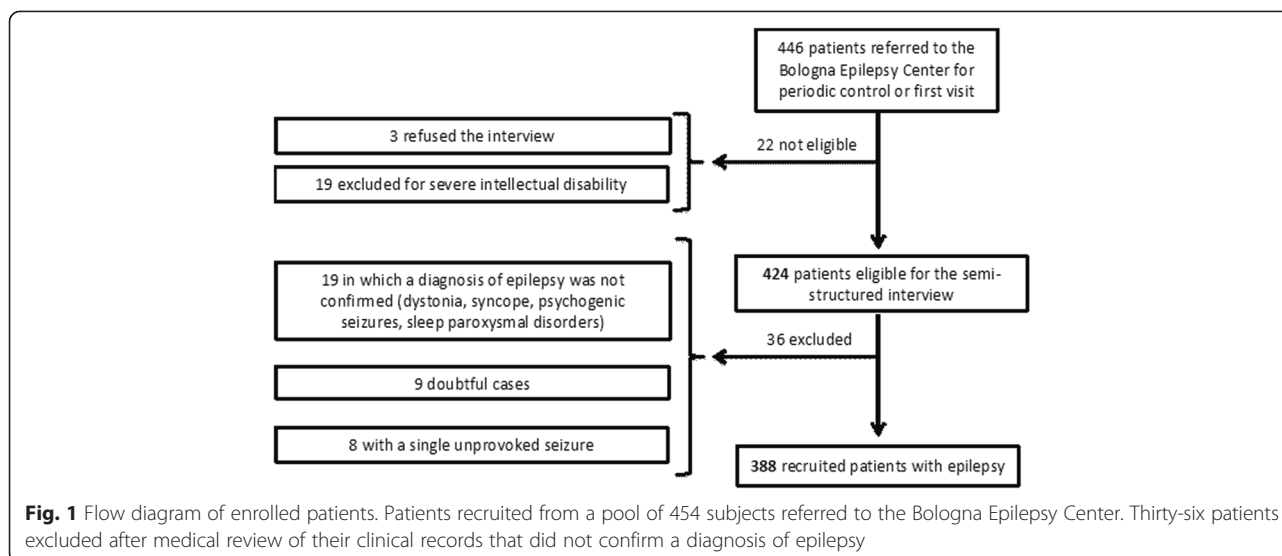 446 patients referred to the
Bologna Epilepsy Center for
periodic control or first visit
3 refused the interview
22 not eligible
19 excluded for severe intellectual disability
19 in which a diagnosis of epilepsy was not
confirmed (dystonia, syncope, psychogenic
seizures, sleep paroxysmal disorders)
424 patients eligible for the semi-
structured interview
36 excluded
9 doubtful cases
8 with a single unprovoked seizure
388 recruited patients with epilepsy
Fig. 1 Flow diagram of enrolled patients. Patients recruited from a pool of 454 subjects referred to the Bologna Epilepsy Center. Thirty-six patients
excluded after medical review of their clinical records that did not confirm a diagnosis of epilepsy